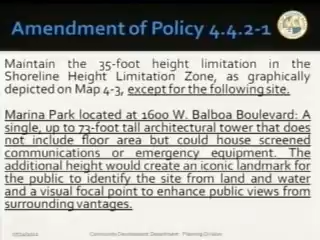 Amendment of Policy 4.4.2-1
Maintain the 35-foot height limitation in the
Shoreline Height Limitation Zone, as graphically
depicted on Map 4-3, except for the following site.
Marina Park located at 1600 W. Balboa Boulevard: A
single, up to 73-foot tall architectural tower that does
not include floor area but could house screened
communications or emergency equipment. The
additional height would create an iconic landmark for
the public to identify the site from land and water
and a visual focal point to enhance public views from
surrounding vantages.
Community Development Department - Planning Division